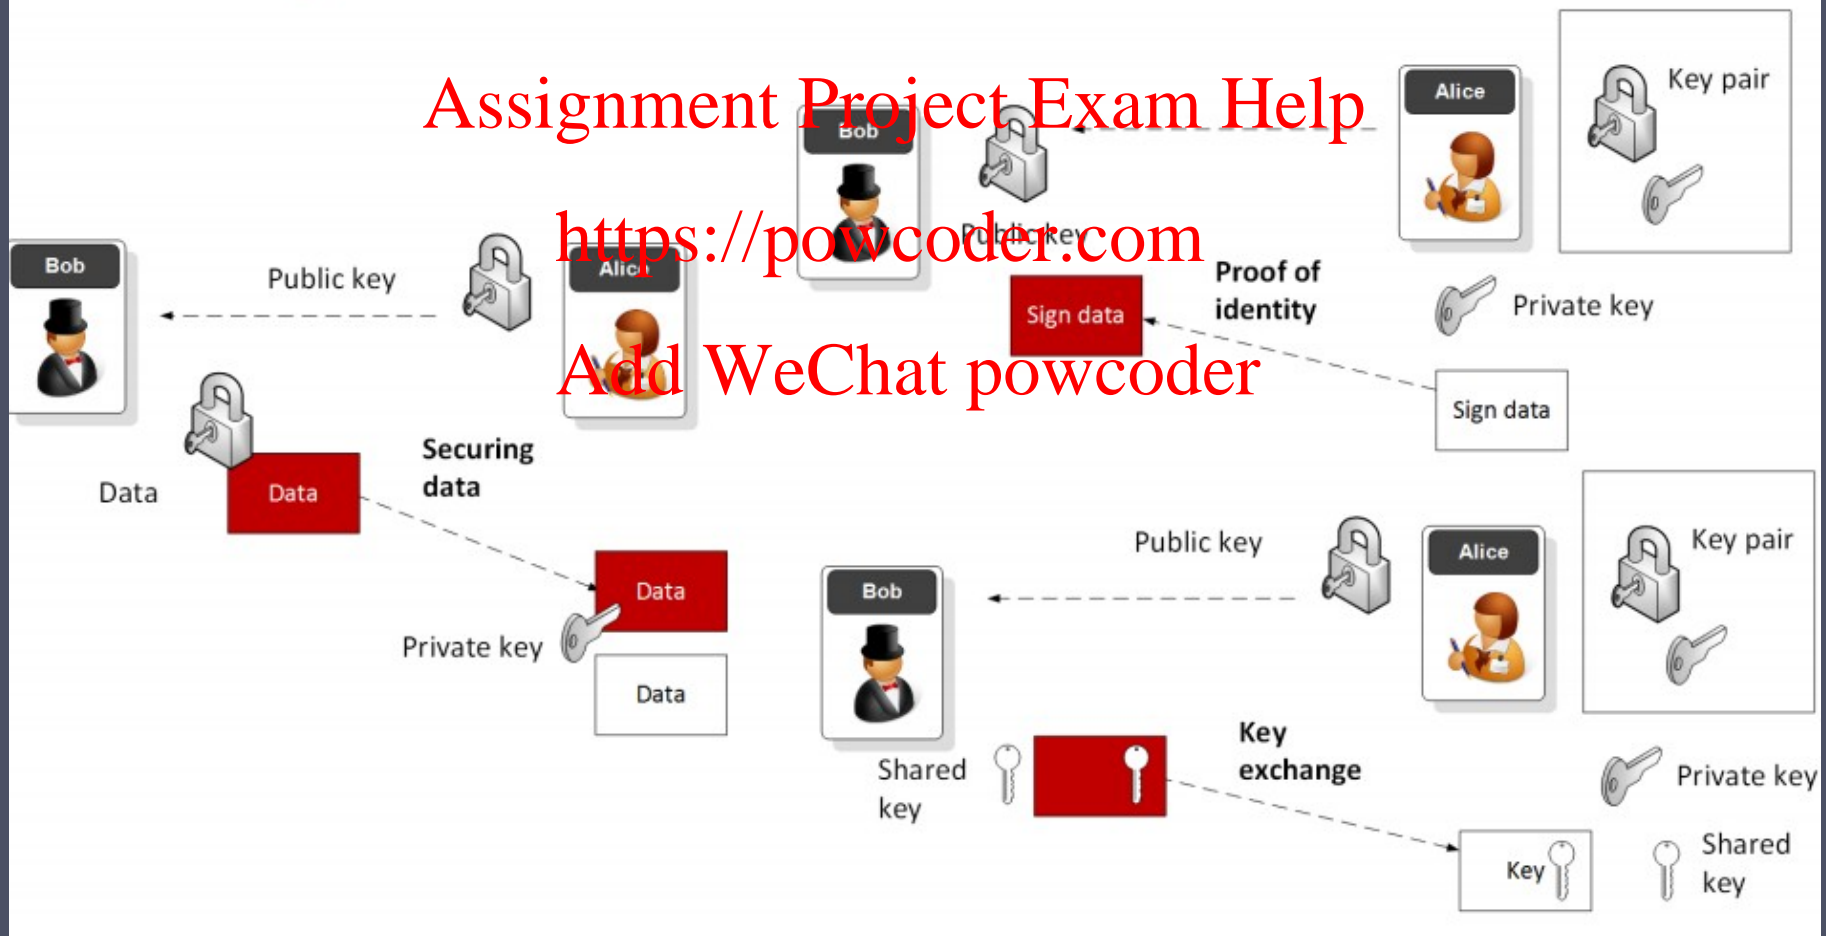 Assignment Project Exam Help
https://powcoder.com
Add WeChat powcoder
Bob
Public key
Alice
Data
Data
Securing
data
Data
Private key
Data
Bob
Public key
Alice
Key pair
Proof of
identity
Sign data
Private key
Sign data
Bob
Public key
Alice
Key pair
Shared
key
Key
exchange
Private key
Key
Shared
key